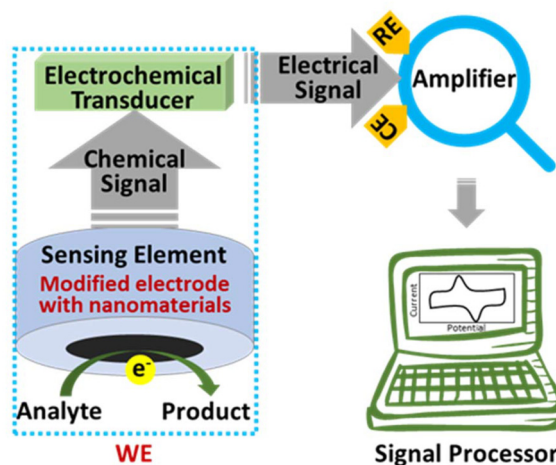 Electrochemical
Transducer
Electrical
Signal
RE
CE
Amplifier
Chemical
Signal
Sensing Element
Modified electrode
with nanomaterials
e-
Analyte
Product
WE
Current
Potential
Signal Processor